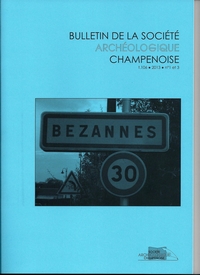 BULLETIN DE LA SOCIÉTÉ
ARCHÉOLOGIQUE
CHAMPENOISE
BEZANNES
30